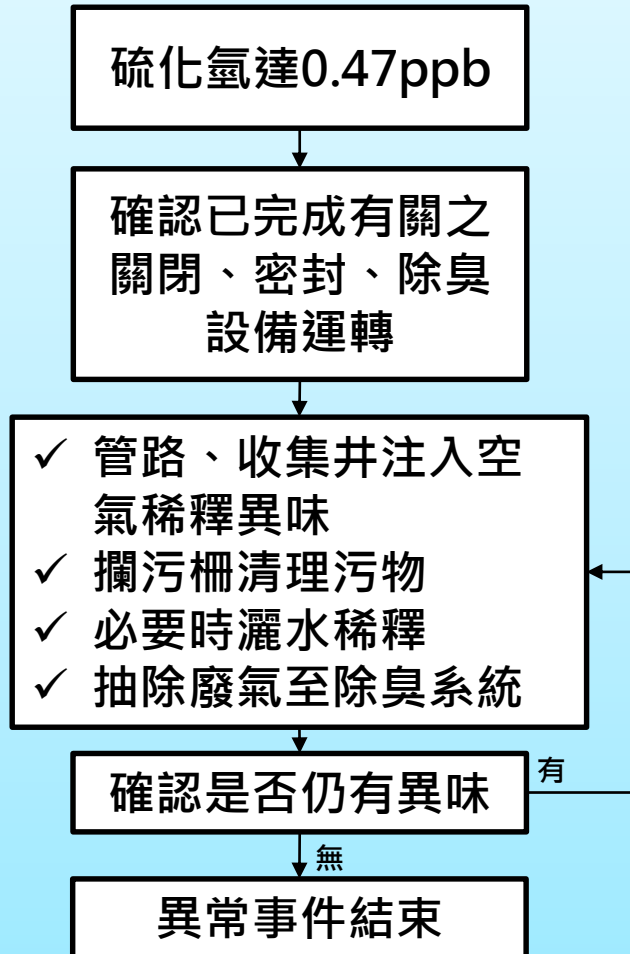 硫化氫達0.47ppb
確認已完成有關之
關閉、密封、除臭
設備運轉
✓ 管路、收集井注入空
氣稀釋異味
✓ 攔污柵清理污物
✓ 必要時灑水稀釋
✓ 抽除廢氣至除臭系統
確認是否仍有異味
有
無
異常事件結束